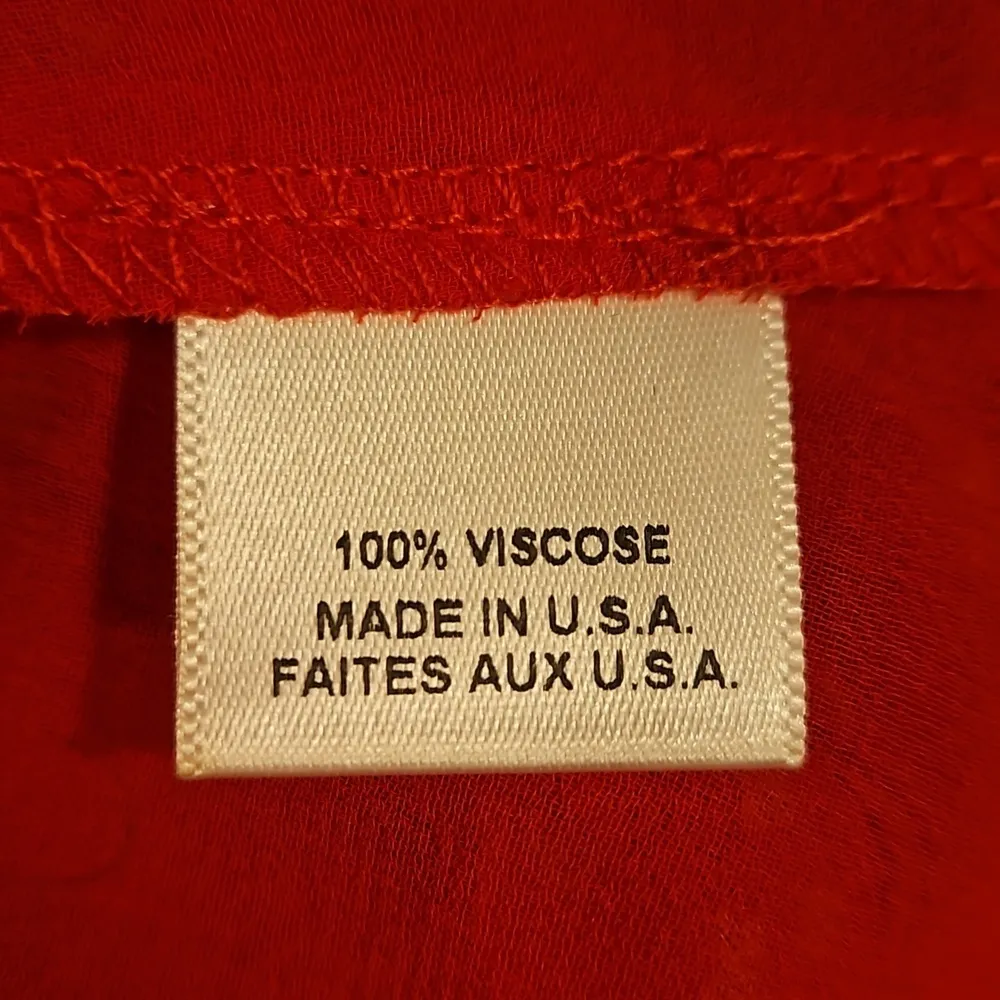 100% VISCOSE
MADE IN U.S.A.
FAITES AUX U.S.A.